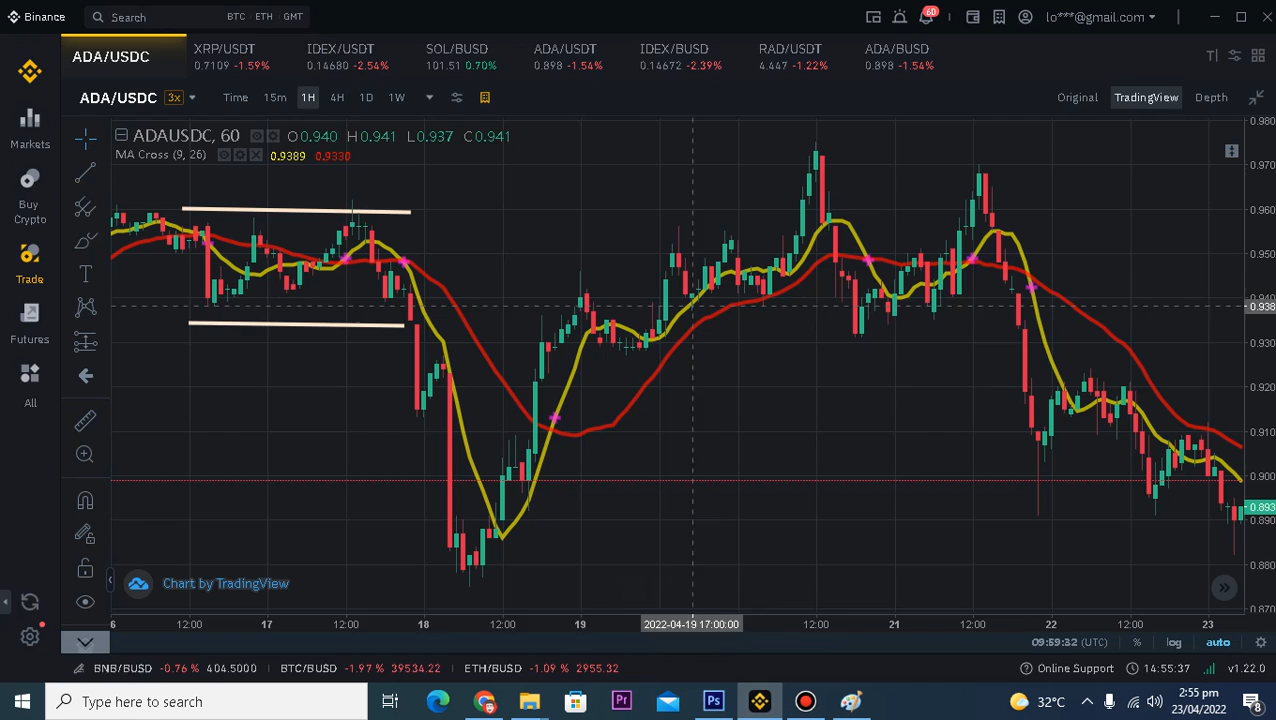 Binance
Search
BTC ETH GMT
60
lo***@gmail.com
ADA/USDC
XRP/USDT
0.7109 -1.59%
IDEX/USDT
0.14680 -2.54%
SOL/BUSD
101.51 0.70%
ADA/USDT
0.898 -1.54%
IDEX/BUSD
0.14672 -2.39%
RAD/USDT
4.447 -1.22%
ADA/BUSD
0.898 -1.54%
ADA/USDC 3x
Time 15m 1H 4H 1D 1W
Original TradingView Depth
Markets
Buy
Crypto
Trade
Futures
All
ADAUSDC, 60 O0.940 H0.941 L0.937 C0.941
MA Cross (9, 26) 0.9389 0.9330
0.980
0.970
0.960
0.950
0.940
0.938
0.930
0.920
0.910
0.900
0.893
0.890
0.880
0.870
Chart by TradingView
6 12:00 17 12:00 18 12:00 19 2022-04-19 17:00:00 12:00 21 12:00 22 12:00 23
09:59:32 (UTC) % log auto
BNB/BUSD -0.76 % 404.5000 BTC/BUSD -1.97 % 39534.22 ETH/BUSD -1.09 % 2955.32
Online Support 14:55:37 v1.22.0
Type here to search
Pr
Ps
32°C
2:55 pm
23/04/2022
8